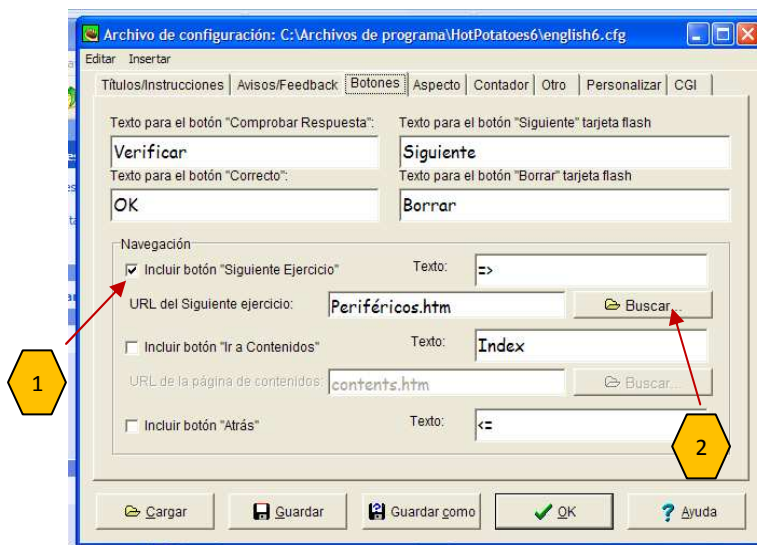 Archivo de configuración: C:\Archivos de programa\HotPotatoes6\english6.cfg
Editar Insertar
Títulos/Instrucciones Avisos/Feedback Botones Aspecto Contador Otro Personalizar CGI
Texto para el botón "Comprobar Respuesta": Texto para el botón "Siguiente" tarjeta flash
Verificar Siguiente
Texto para el botón "Correcto": Texto para el botón "Borrar" tarjeta flash
OK Borrar
Navegación
Incluir botón "Siguiente Ejercicio" Texto: =>
URL del Siguiente ejercicio: Periféricos.htm Buscar...
Incluir botón "Ir a Contenidos" Texto: Index
1
URL de la página de contenidos: contents.htm Buscar...
Incluir botón "Atrás" Texto: <=
2
Cargar Guardar Guardar como OK Ayuda